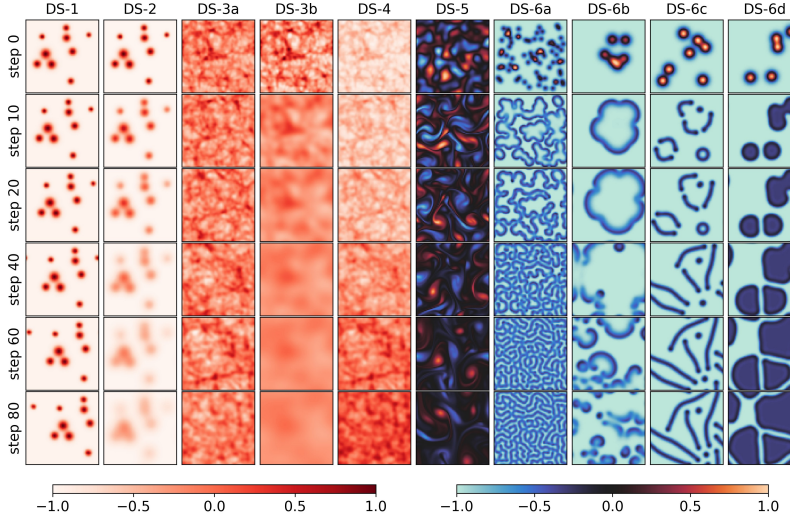 DS-1 DS-2 DS-3a DS-3b DS-4 DS-5 DS-6a DS-6b DS-6c DS-6d
step 0
step 10
step 20
step 40
step 60
step 80
−1.0 −0.5 0.0 0.5 1.0 −1.0 −0.5 0.0 0.5 1.0